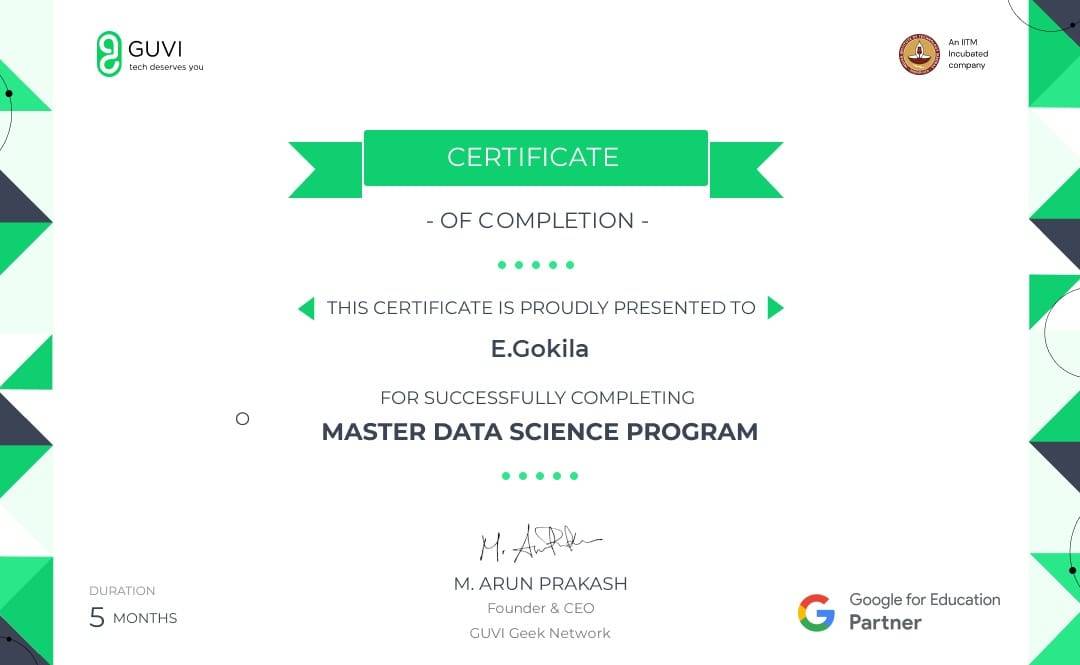 GUVI
tech deserves you
An IITM
Incubated
company
CERTIFICATE
- OF COMPLETION -
THIS CERTIFICATE IS PROUDLY PRESENTED TO
E.Gokila
FOR SUCCESSFULLY COMPLETING
MASTER DATA SCIENCE PROGRAM
M. ARUN PRAKASH
Founder & CEO
GUVI Geek Network
DURATION
5 MONTHS
Google for Education
Partner